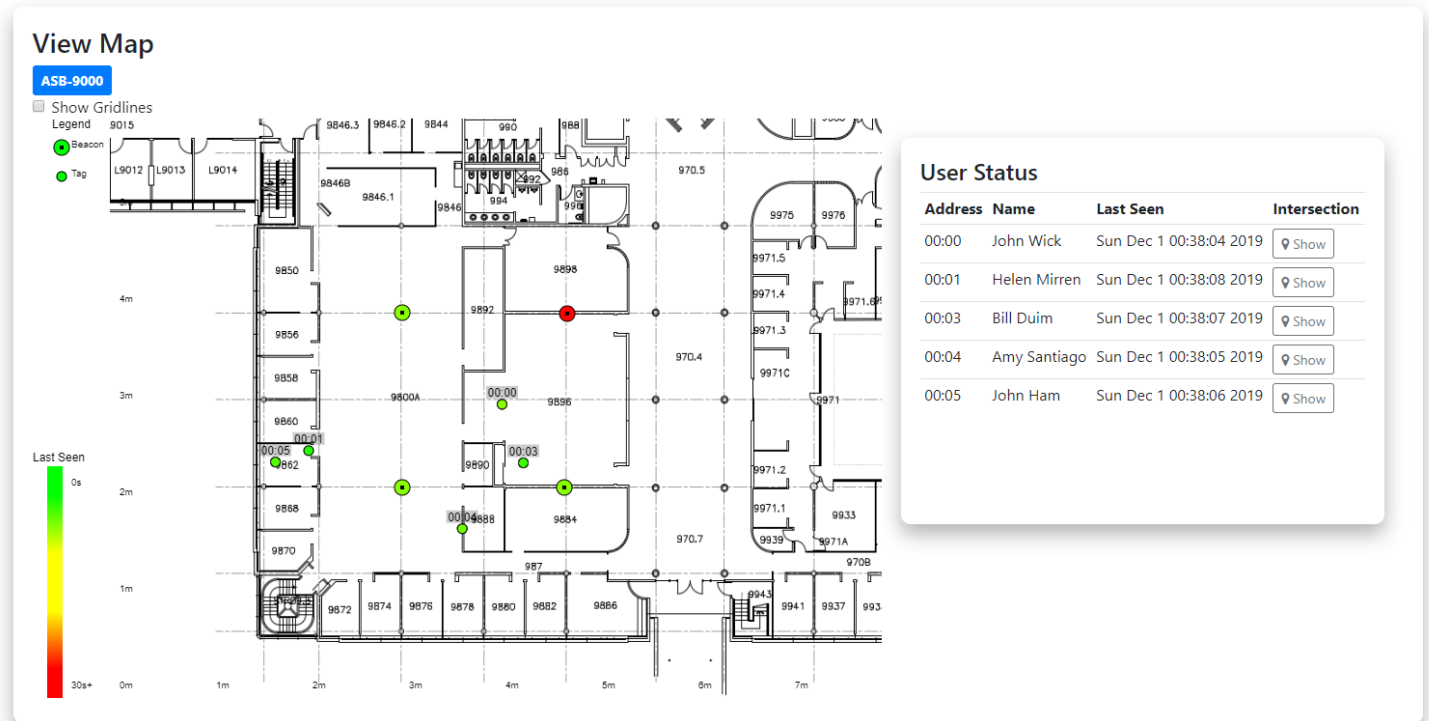 View Map
ASB-9000
Show Gridlines
Legend
Beacon
Tag
9015
9846.3
9846.2
9844
990
988
L9012
L9013
L9014
9846B
9846.1
9846
992
986
994
970.5
9975
9976
9850
9898
9971.5
9971.4
4m
9892
9856
9971.3
970.4
9858
9971C
3m
9800A
00:00
9896
9971
9860
00:01
00:05
9862
00:03
9890
9971.2
Last Seen
0s
2m
9868
00:04
9884
9971.1
9933
9870
970.7
9939
9971A
987
970B
1m
9943
9872
9874
9876
9878
9880
9882
9886
9941
9937
30s+
0m
1m
2m
3m
4m
5m
6m
7m
User Status
Address Name Last Seen Intersection
00:00 John Wick Sun Dec 1 00:38:04 2019 Show
00:01 Helen Mirren Sun Dec 1 00:38:08 2019 Show
00:03 Bill Duim Sun Dec 1 00:38:07 2019 Show
00:04 Amy Santiago Sun Dec 1 00:38:05 2019 Show
00:05 John Ham Sun Dec 1 00:38:06 2019 Show